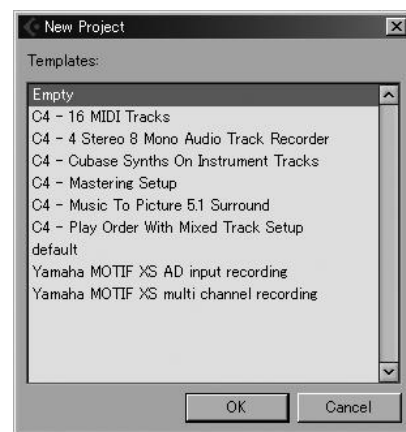 New Project
Templates:
Empty
C4 - 16 MIDI Tracks
C4 - 4 Stereo 8 Mono Audio Track Recorder
C4 - Cubase Synths On Instrument Tracks
C4 - Mastering Setup
C4 - Music To Picture 5.1 Surround
C4 - Play Order With Mixed Track Setup
default
Yamaha MOTIF XS AD input recording
Yamaha MOTIF XS multi channel recording
OK Cancel